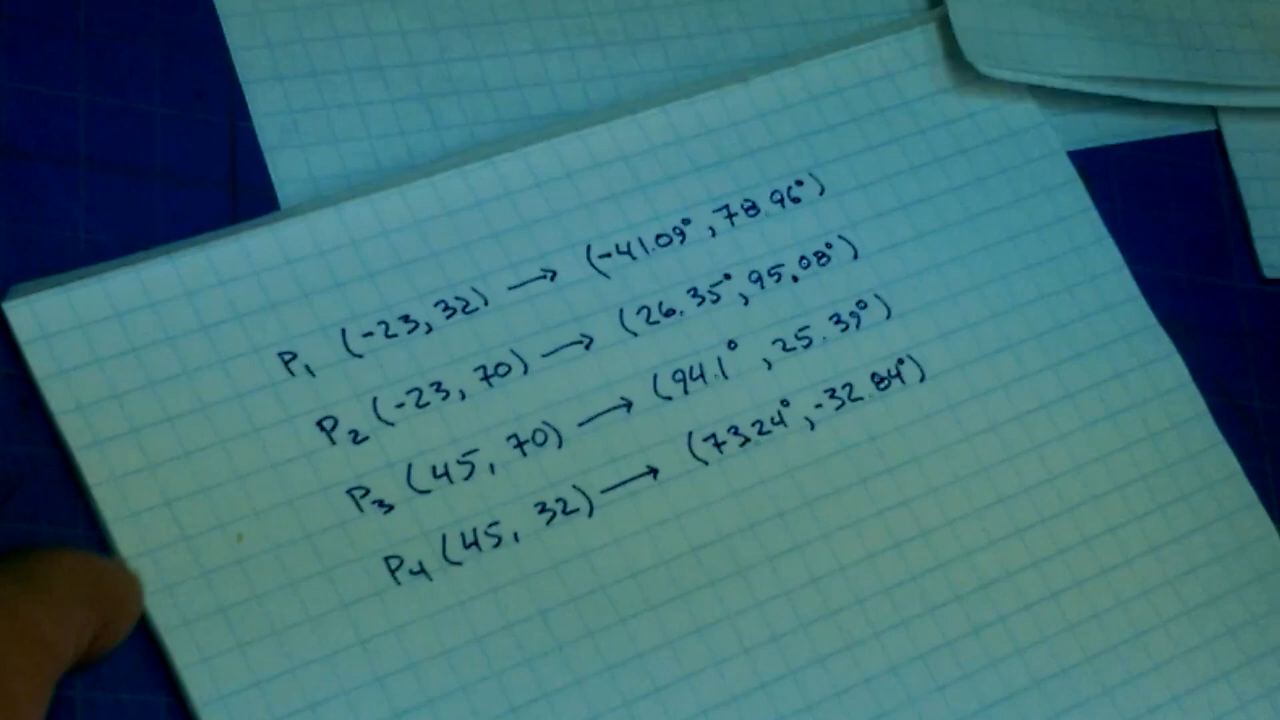 P₁ (-23, 32) → (-41.09°, 78.96°)
P₂ (-23, 70) → (26.35°, 95.08°)
P₃ (45, 70) → (94.1°, 25.39°)
P₄ (45, 32) → (73.24°, -32.84°)